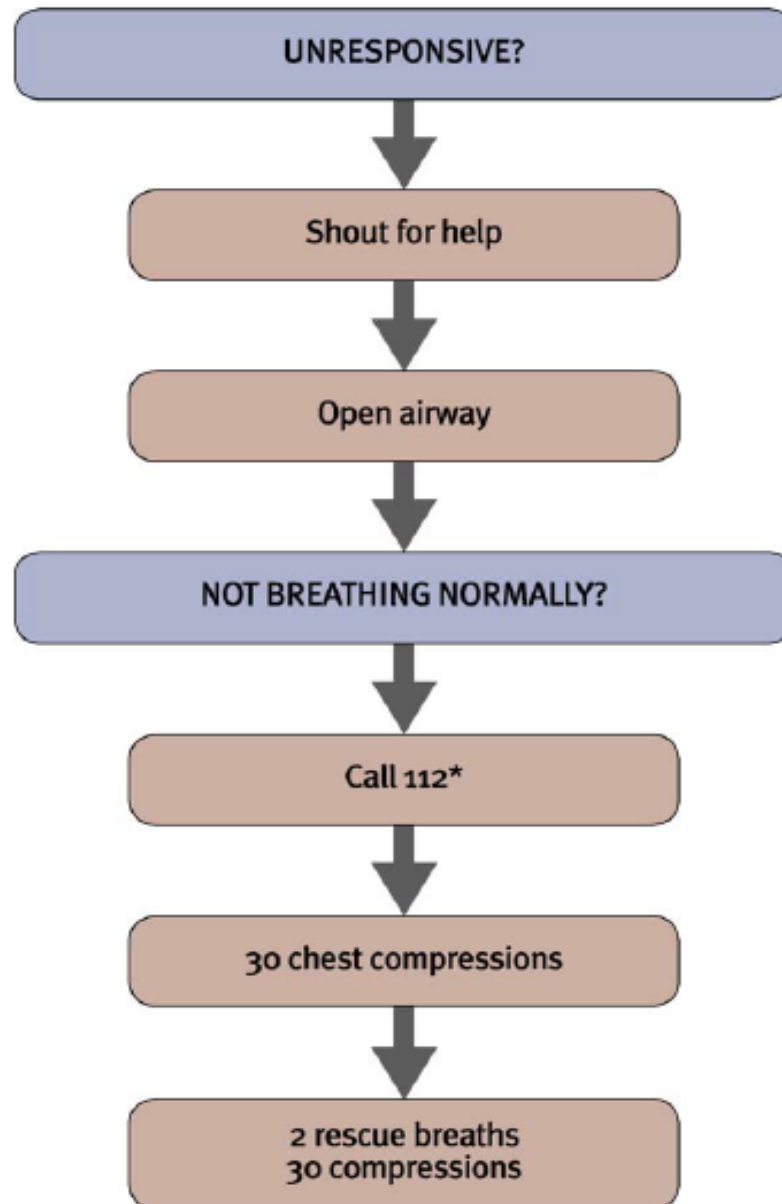 UNRESPONSIVE?
Shout for help
Open airway
NOT BREATHING NORMALLY?
Call 112*
30 chest compressions
2 rescue breaths
30 compressions